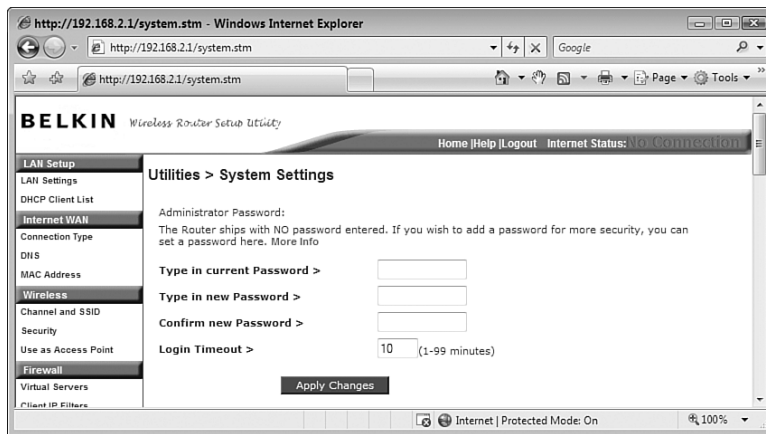 http://192.168.2.1/system.stm - Windows Internet Explorer
http://192.168.2.1/system.stm
Google
http://192.168.2.1/system.stm
Page
Tools
BELKIN Wireless Router Setup Utility
Home |Help |Logout Internet Status: No Connection
LAN Setup
LAN Settings
DHCP Client List
Internet WAN
Connection Type
DNS
MAC Address
Wireless
Channel and SSID
Security
Use as Access Point
Firewall
Virtual Servers
Client IP Filters
Utilities > System Settings
Administrator Password:
The Router ships with NO password entered. If you wish to add a password for more security, you can
set a password here. More Info
Type in current Password >
Type in new Password >
Confirm new Password >
Login Timeout > 10 (1-99 minutes)
Apply Changes
Internet | Protected Mode: On
100%